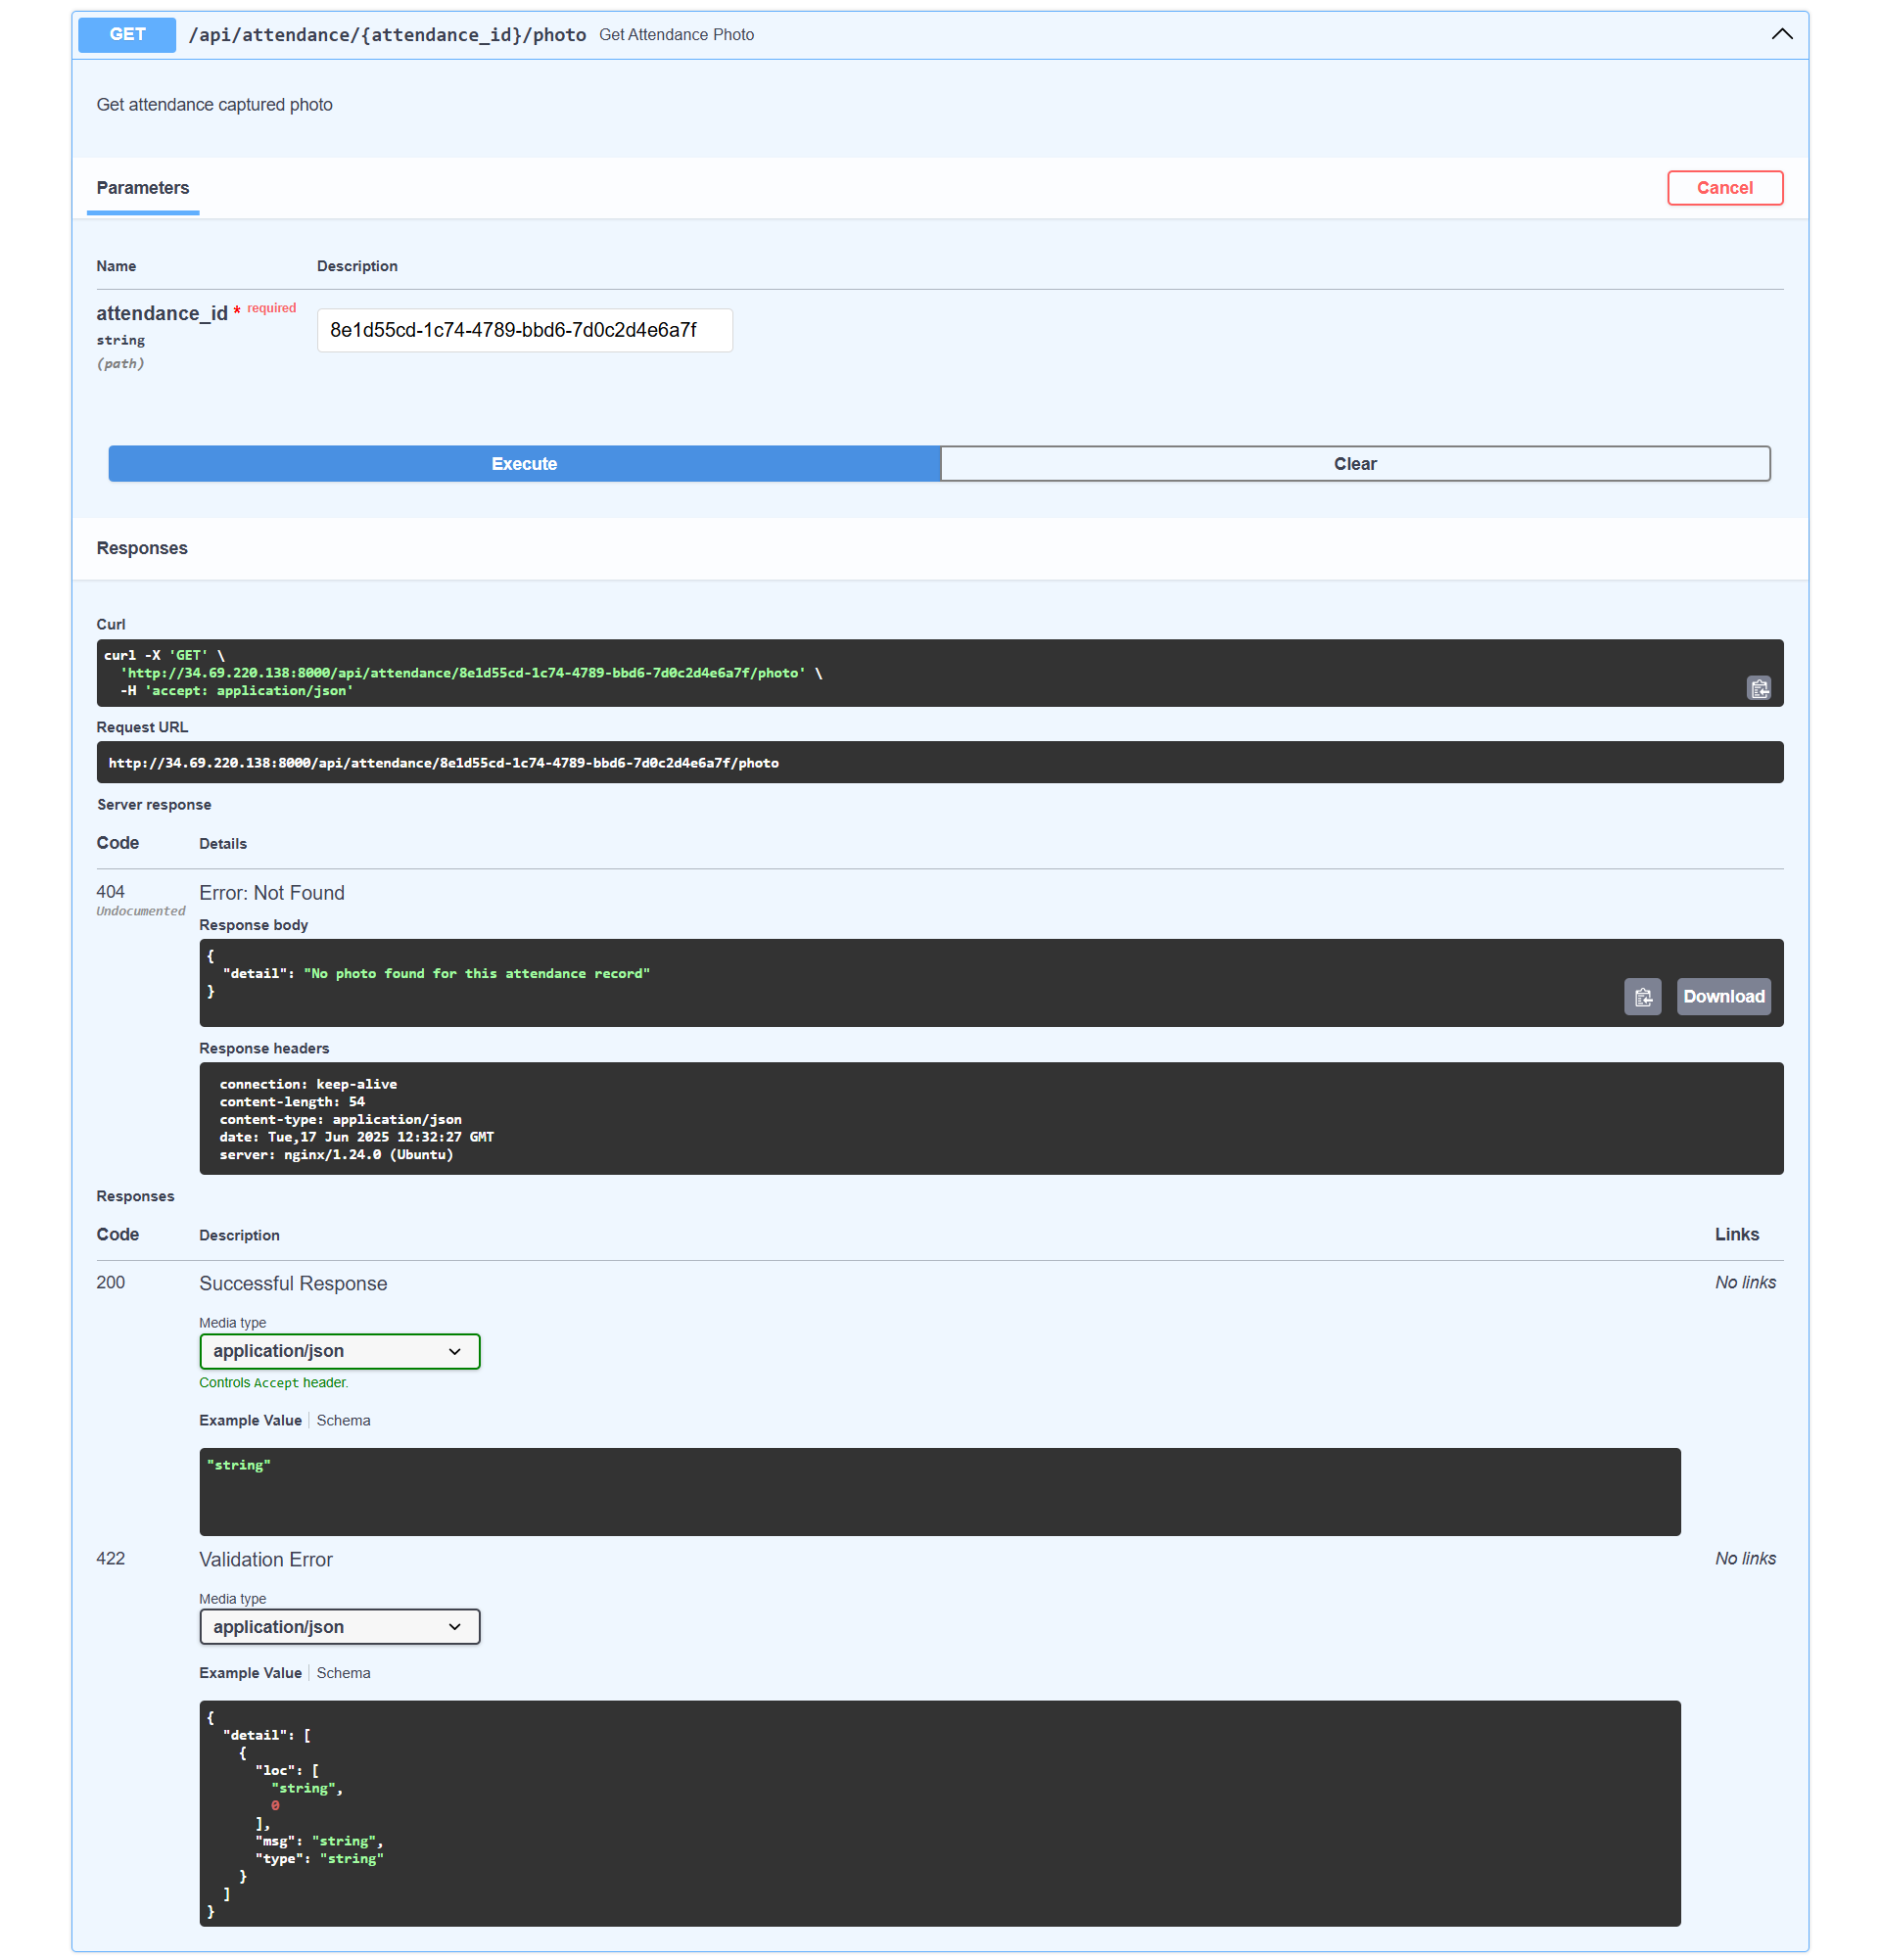 GET /api/attendance/{attendance_id}/photo Get Attendance Photo
Get attendance captured photo
Parameters
Cancel
Name Description
attendance_id * required
string
(path)
8e1d55cd-1c74-4789-bbd6-7d0c2d4e6a7f
Execute Clear
Responses
Curl
curl -X 'GET' \
'http://34.69.220.138:8000/api/attendance/8e1d55cd-1c74-4789-bbd6-7d0c2d4e6a7f/photo' \
-H 'accept: application/json'
Request URL
http://34.69.220.138:8000/api/attendance/8e1d55cd-1c74-4789-bbd6-7d0c2d4e6a7f/photo
Server response
Code Details
404 Error: Not Found
Undocumented
Response body
{
"detail": "No photo found for this attendance record"
}
Download
Response headers
connection: keep-alive
content-length: 54
content-type: application/json
date: Tue,17 Jun 2025 12:32:27 GMT
server: nginx/1.24.0 (Ubuntu)
Responses
Code Description Links
200 Successful Response No links
Media type
application/json
Controls Accept header.
Example Value Schema
"string"
422 Validation Error No links
Media type
application/json
Example Value Schema
{
"detail": [
{
"loc": [
"string",
0
],
"msg": "string",
"type": "string"
}
]
}